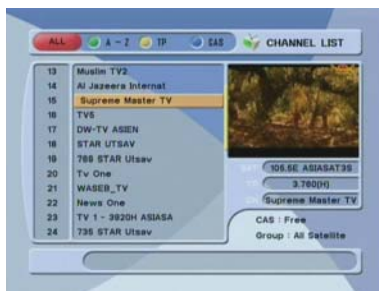 ALL A - Z TP CAS CHANNEL LIST
13 Muslim TV2
14 Al Jazeera Internat
15 Supreme Master TV
16 TV5
17 DW-TV ASIEN
18 STAR UTSAV
19 768 STAR Utsav
20 Tv One
21 WASEB_TV
22 News One
23 TV 1 - 3920H ASIASA
24 735 STAR Utsav
SAT 105.5E ASIASAT3S
3.760(H)
Supreme Master TV
CAS : Free
Group : All Satellite